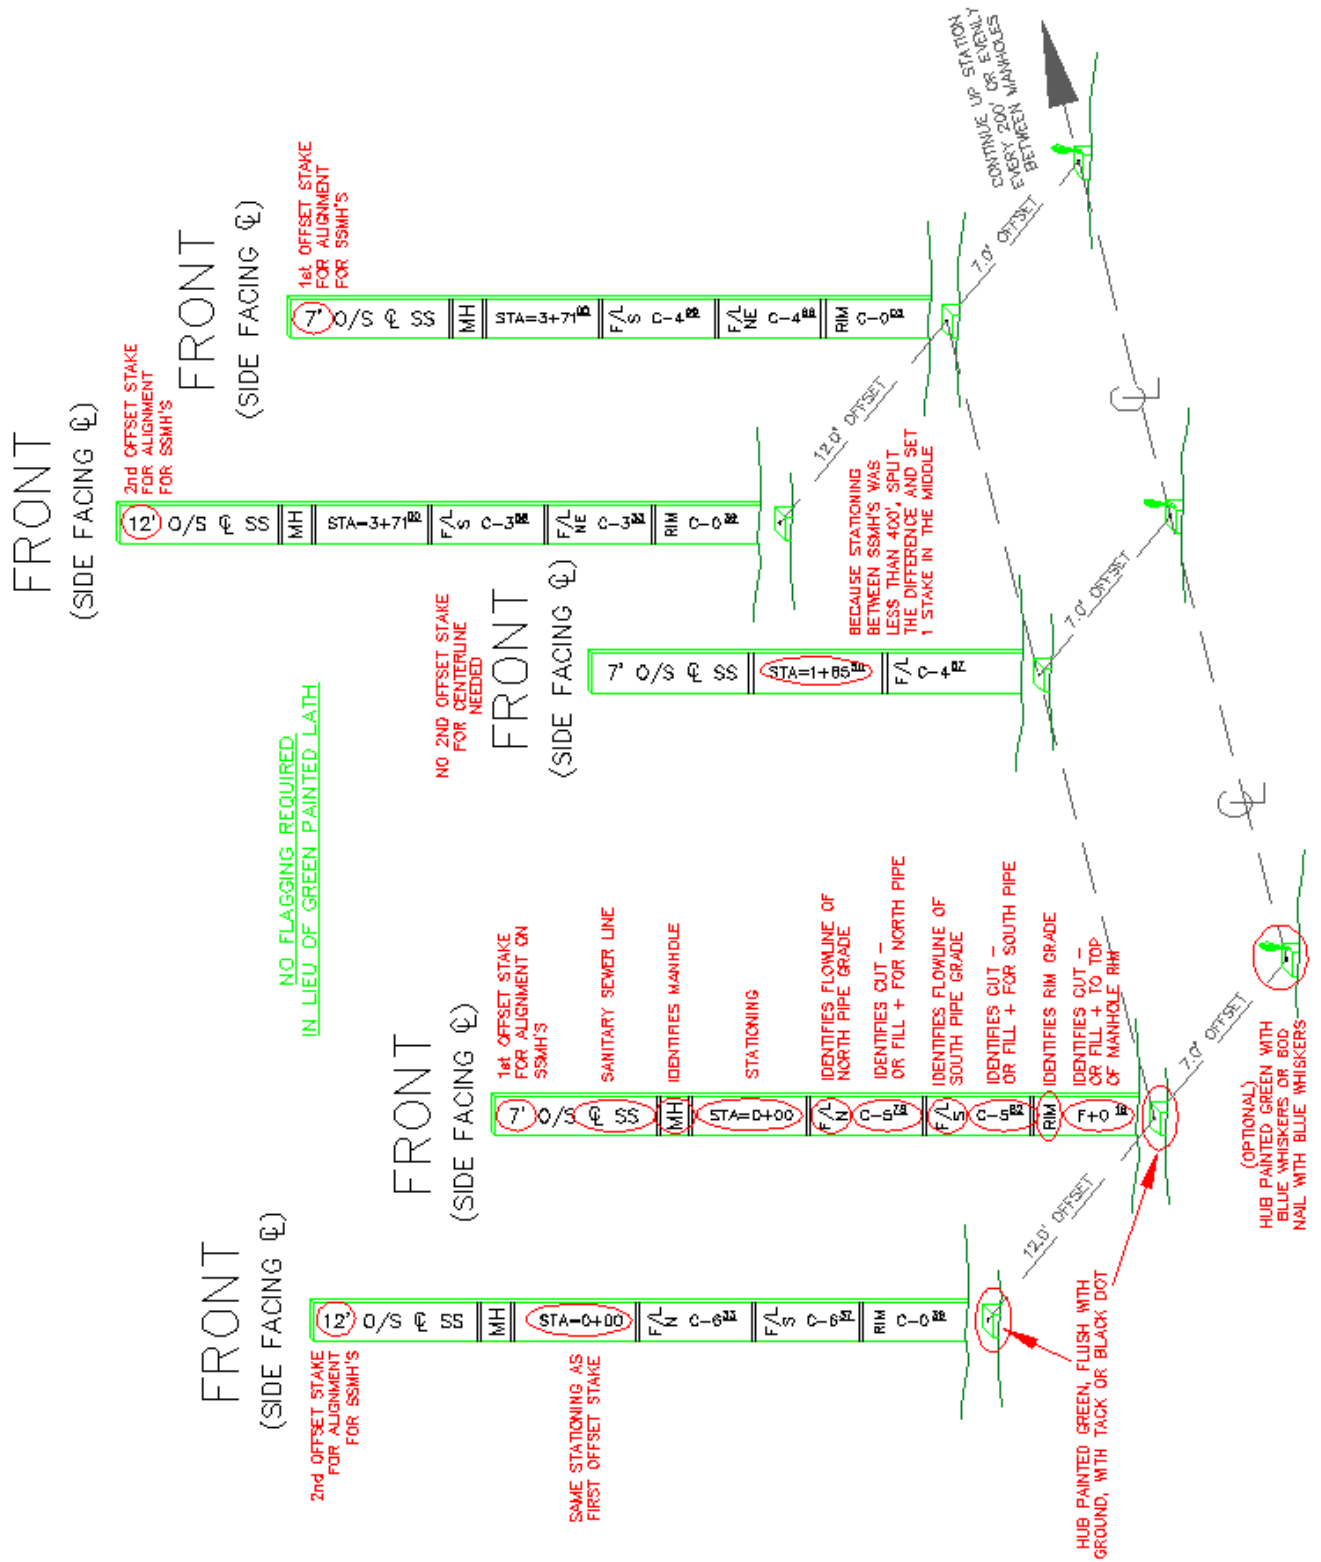 FRONT
(SIDE FACING ℄)
2nd OFFSET STAKE
FOR ALIGNMENT
FOR SSMH'S
12' O/S ℄ SS
MH
STA=0+00
F/L N C-6
F/L S C-6
RIM C-0
SAME STATIONING AS
FIRST OFFSET STAKE
FRONT
(SIDE FACING ℄)
7' O/S ℄ SS
MH
STA=0+00
F/L N C-5
F/L S C-5
RIM F+0
1st OFFSET STAKE
FOR ALIGNMENT ON
SSMH'S
SANITARY SEWER LINE
IDENTIFIES MANHOLE
STATIONING
IDENTIFIES FLOWLINE OF
NORTH PIPE GRADE
IDENTIFIES CUT -
OR FILL + FOR NORTH PIPE
IDENTIFIES FLOWLINE OF
SOUTH PIPE GRADE
IDENTIFIES CUT -
OR FILL + FOR SOUTH PIPE
IDENTIFIES RIM GRADE
IDENTIFIES CUT -
OR FILL + TO TOP
OF MANHOLE RIM
12.0' OFFSET
7.0' OFFSET
HUB PAINTED GREEN, FLUSH WITH
GROUND, WITH TACK OR BLACK DOT
(OPTIONAL)
HUB PAINTED GREEN WITH
BLUE WHISKERS OR 60D
NAIL WITH BLUE WHISKERS
NO FLAGGING REQUIRED
IN LIEU OF GREEN PAINTED LATH
NO 2ND OFFSET STAKE
FOR CENTERLINE
NEEDED
FRONT
(SIDE FACING ℄)
7' O/S ℄ SS
STA=1+85
F/L C-4
BECAUSE STATIONING
BETWEEN SSMH'S WAS
LESS THAN 400', SPLIT
THE DIFFERENCE AND SET
1 STAKE IN THE MIDDLE
7.0' OFFSET
℄
℄
FRONT
(SIDE FACING ℄)
2nd OFFSET STAKE
FOR ALIGNMENT
FOR SSMH'S
12' O/S ℄ SS
MH
STA=3+71
F/L S C-3
F/L NE C-3
RIM C-0
FRONT
(SIDE FACING ℄)
1st OFFSET STAKE
FOR ALIGNMENT
FOR SSMH'S
7' O/S ℄ SS
MH
STA=3+71
F/L S C-4
F/L NE C-4
RIM C-0
12.0' OFFSET
7.0' OFFSET
CONTINUE UP STATION
EVERY 200' OR EVENLY
BETWEEN MANHOLES